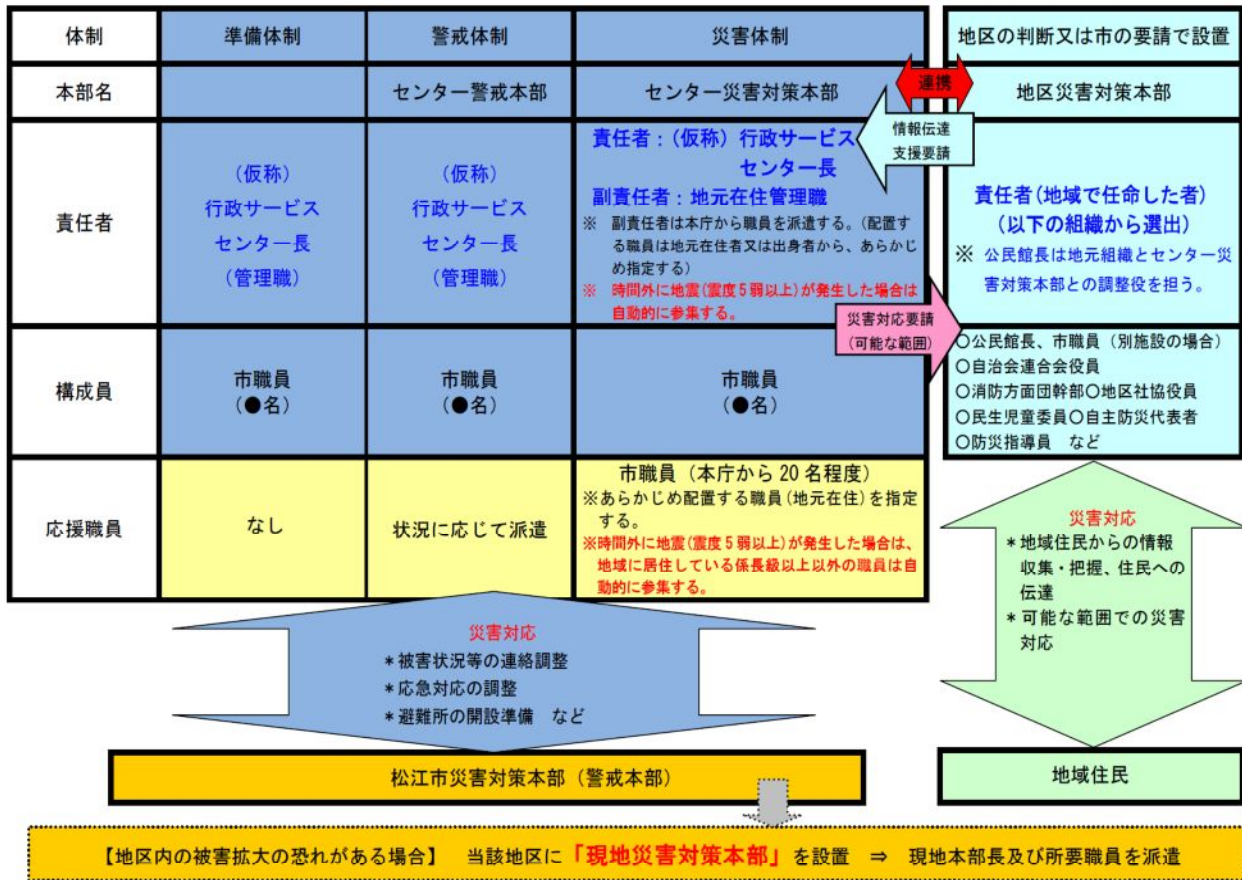 体制
準備体制
警戒体制
災害体制
地区の判断又は市の要請で設置
本部名
センター警戒本部
センター災害対策本部
連携
地区災害対策本部
情報伝達
支援要請
責任者
(仮称)
行政サービス
センター長
(管理職)
(仮称)
行政サービス
センター長
(管理職)
責任者:(仮称)行政サービス
センター長
副責任者:地元在住管理職
※ 副責任者は本庁から職員を派遣する。(配置す
る職員は地元在住者又は出身者から、あらかじ
め指定する)
※ 時間外に地震(震度5弱以上)が発生した場合は
自動的に参集する。
責任者(地域で任命した者)
(以下の組織から選出)
※ 公民館長は地元組織とセンター災
害対策本部との調整役を担う。
災害対応要請
(可能な範囲)
構成員
市職員
(●名)
市職員
(●名)
市職員
(●名)
○公民館長、市職員(別施設の場合)
○自治会連合会役員
○消防方面団幹部○地区社協役員
○民生児童委員○自主防災代表者
○防災指導員 など
応援職員
なし
状況に応じて派遣
市職員(本庁から20名程度)
※あらかじめ配置する職員(地元在住)を指定
する。
※時間外に地震(震度5弱以上)が発生した場合は、
地域に居住している係長級以上以外の職員は自
動的に参集する。
災害対応
*被害状況等の連絡調整
*応急対応の調整
*避難所の開設準備 など
災害対応
*地域住民からの情報
収集・把握、住民への
伝達
*可能な範囲での災害
対応
松江市災害対策本部(警戒本部)
地域住民
【地区内の被害拡大の恐れがある場合】 当該地区に「現地災害対策本部」を設置 ⇒ 現地本部長及び所要職員を派遣